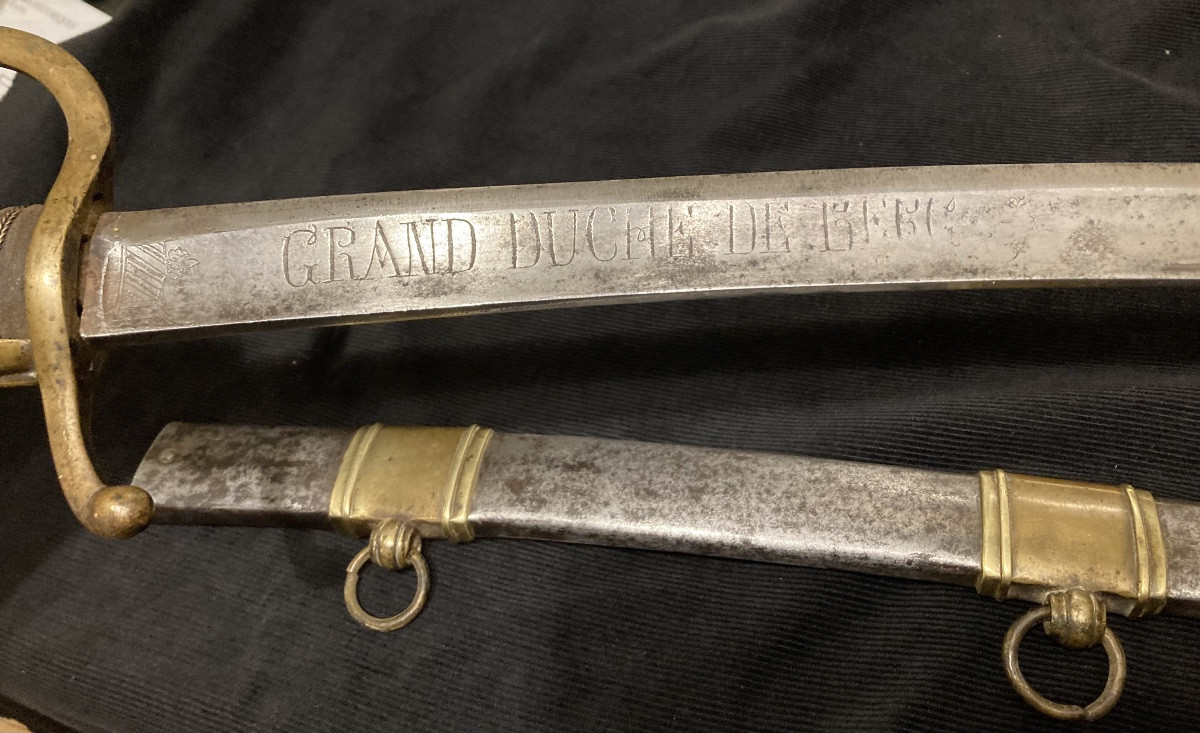 GRAND DUCHE DE BERG